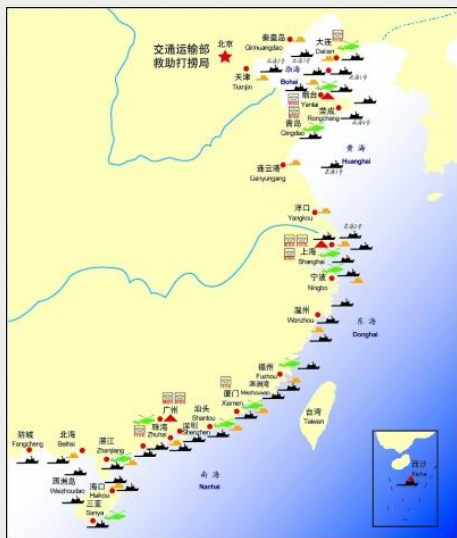 交通运输部
救助打捞局
北京
秦皇岛
Qinhuangdao
大连
Dalian
天津
Tianjin
渤海
Bohai
烟台
Yantai
荣成
Rongcheng
青岛
Qingdao
黄海
Huanghai
连云港
Lianyungang
洋口
Yangkou
上海
Shanghai
宁波
Ningbo
温州
Wenzhou
东海
Donghai
福州
Fuzhou
湄洲湾
Meizhouwan
厦门
Xiamen
台湾
Taiwan
广州
汕头
Shantou
深圳
Shenzhen
珠海
Zhuhai
防城
Fangcheng
北海
Beihai
湛江
Zhanjiang
涠洲岛
Weizhoudao
海口
Haikou
三亚
Sanya
南海
Nanhai
西沙
Xisha